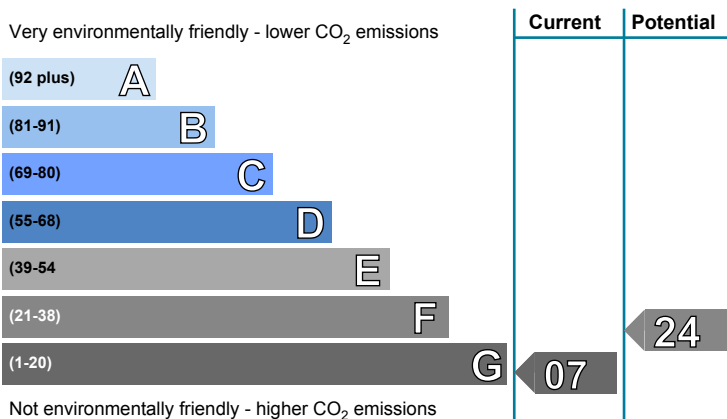 Very environmentally friendly - lower CO2 emissions
Current
Potential
(92 plus) A
(81-91) B
(69-80) C
(55-68) D
(39-54 E
(21-38) F
24
(1-20) G
07
Not environmentally friendly - higher CO2 emissions